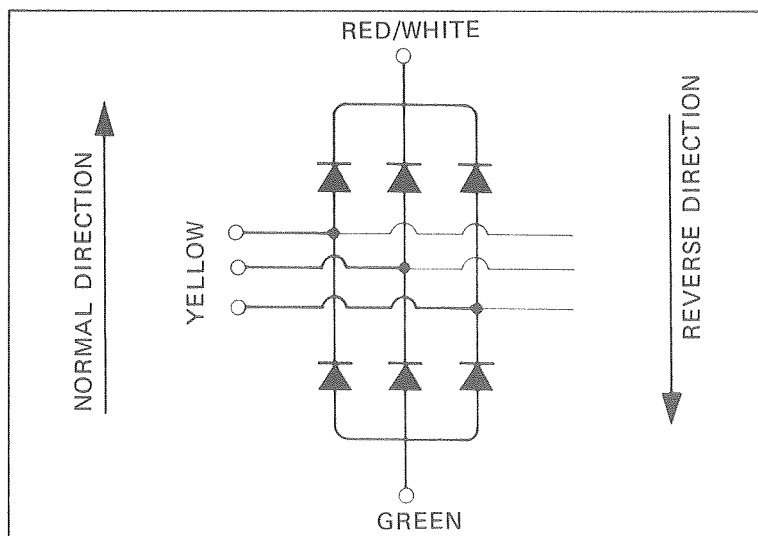 RED/WHITE
NORMAL DIRECTION
YELLOW
REVERSE DIRECTION
GREEN